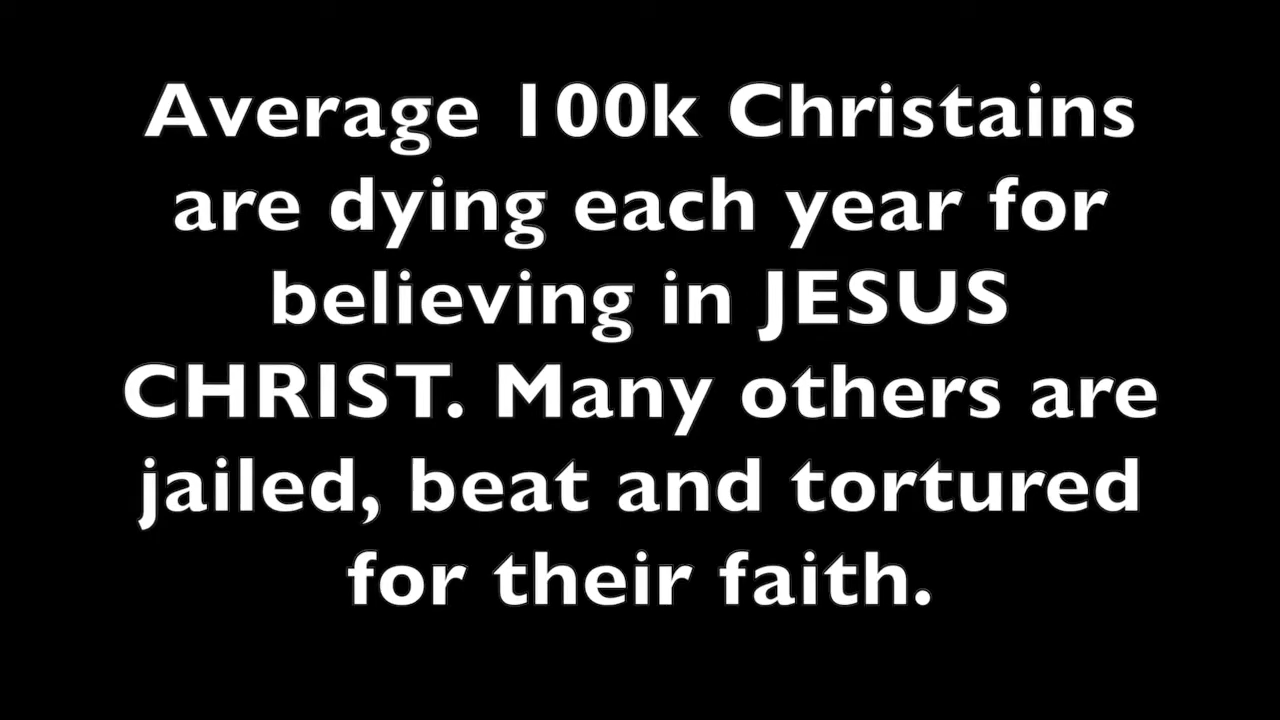 Average 100k Christains
are dying each year for
believing in JESUS
CHRIST. Many others are
jailed, beat and tortured
for their faith.